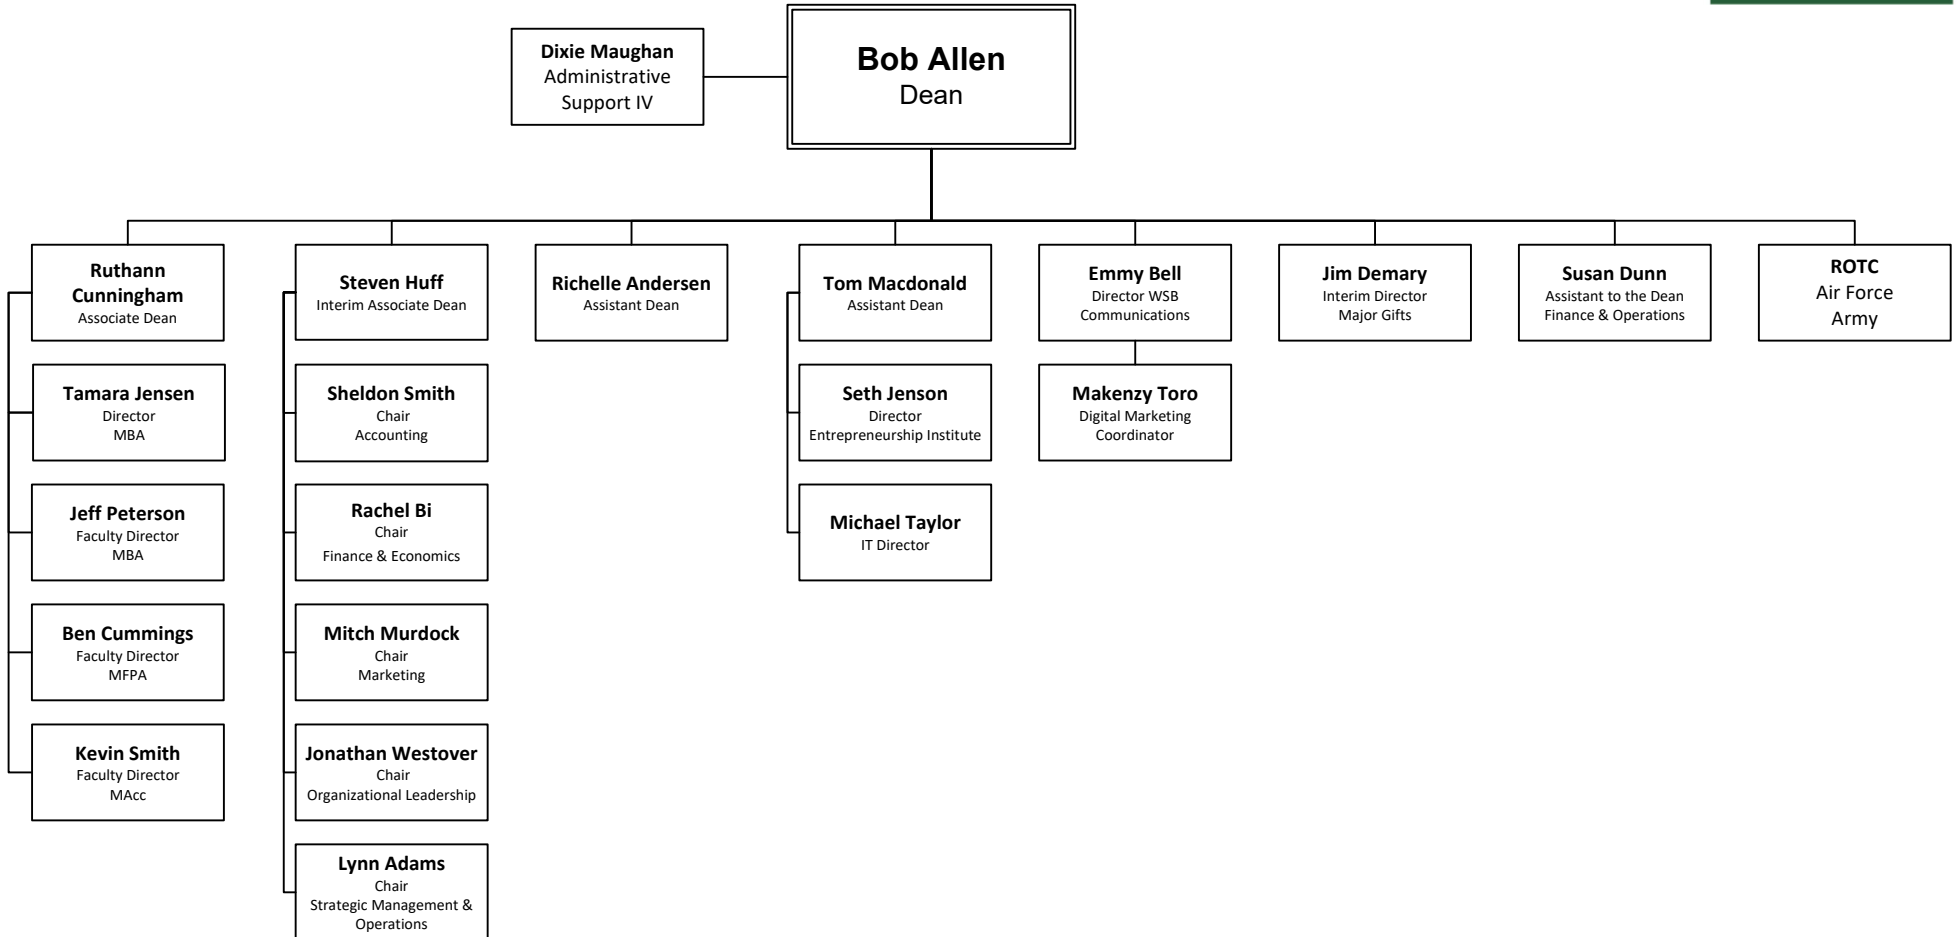 Dixie Maughan
Administrative
Support IV
Bob Allen
Dean
Ruthann
Cunningham
Associate Dean
Steven Huff
Interim Associate Dean
Richelle Andersen
Assistant Dean
Tom Macdonald
Assistant Dean
Emmy Bell
Director WSB
Communications
Jim Demary
Interim Director
Major Gifts
Susan Dunn
Assistant to the Dean
Finance & Operations
ROTC
Air Force
Army
Tamara Jensen
Director
MBA
Sheldon Smith
Chair
Accounting
Seth Jenson
Director
Entrepreneurship Institute
Makenzy Toro
Digital Marketing
Coordinator
Jeff Peterson
Faculty Director
MBA
Rachel Bi
Chair
Finance & Economics
Michael Taylor
IT Director
Ben Cummings
Faculty Director
MFPA
Mitch Murdock
Chair
Marketing
Kevin Smith
Faculty Director
MAcc
Jonathan Westover
Chair
Organizational Leadership
Lynn Adams
Chair
Strategic Management &
Operations